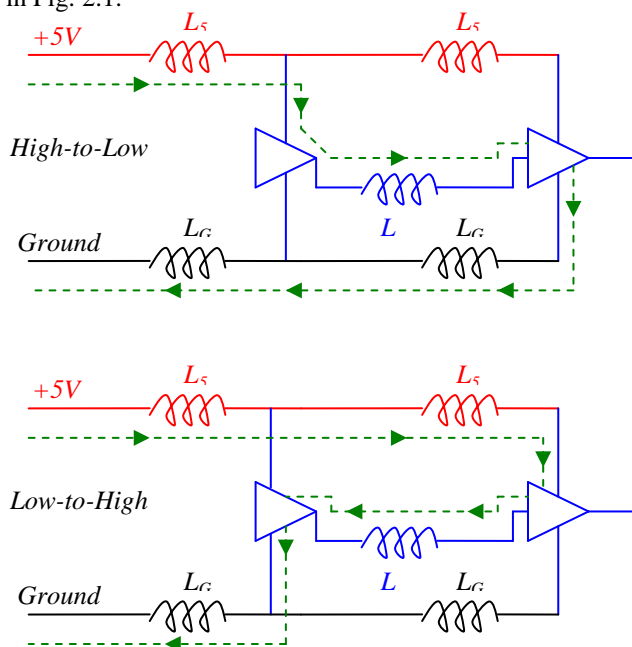 in Fig. 2.1.
L5 L5
+5V
High-to-Low
LG LG
Ground
L
L5 L5
+5V
Low-to-High
LG LG
Ground
L